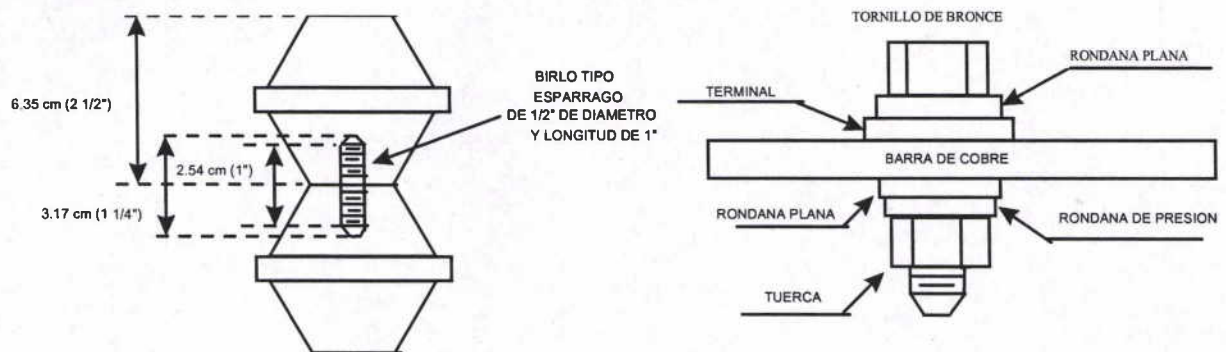 6.35 cm (2 1/2")
2.54 cm (1")
3.17 cm (1 1/4")
BIRLO TIPO
ESPARRAGO
DE 1/2" DE DIAMETRO
Y LONGITUD DE 1"
TORNILLO DE BRONCE
RONDANA PLANA
TERMINAL
BARRA DE COBRE
RONDANA PLANA
RONDANA DE PRESION
TUERCA